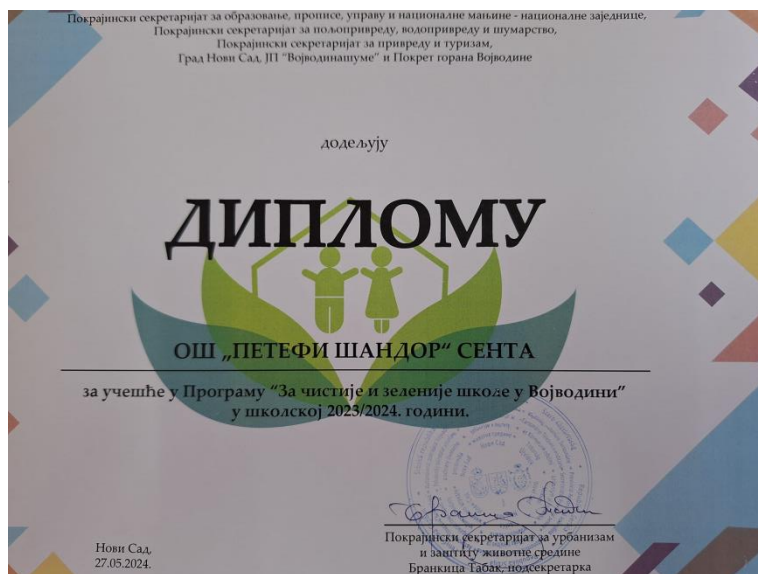 Покрајински секретаријат за образовање, прописе, управу и националне мањине - националне заједнице,
Покрајински секретаријат за пољопривреду, водопривреду и шумарство,
Покрајински секретаријат за привреду и туризам,
Град Нови Сад, ЈП “Војводинашуме” и Покрет горана Војводине
додељују
ДИПЛОМУ
ОШ „ПЕТЕФИ ШАНДОР“ СЕНТА
за учешће у Програму “За чистије и зеленије школе у Војводини”
у школској 2023/2024. години.
Нови Сад,
27.05.2024.
Покрајински секретаријат за урбанизам
и заштиту животне средине
Бранкица Табак, подсекретарка